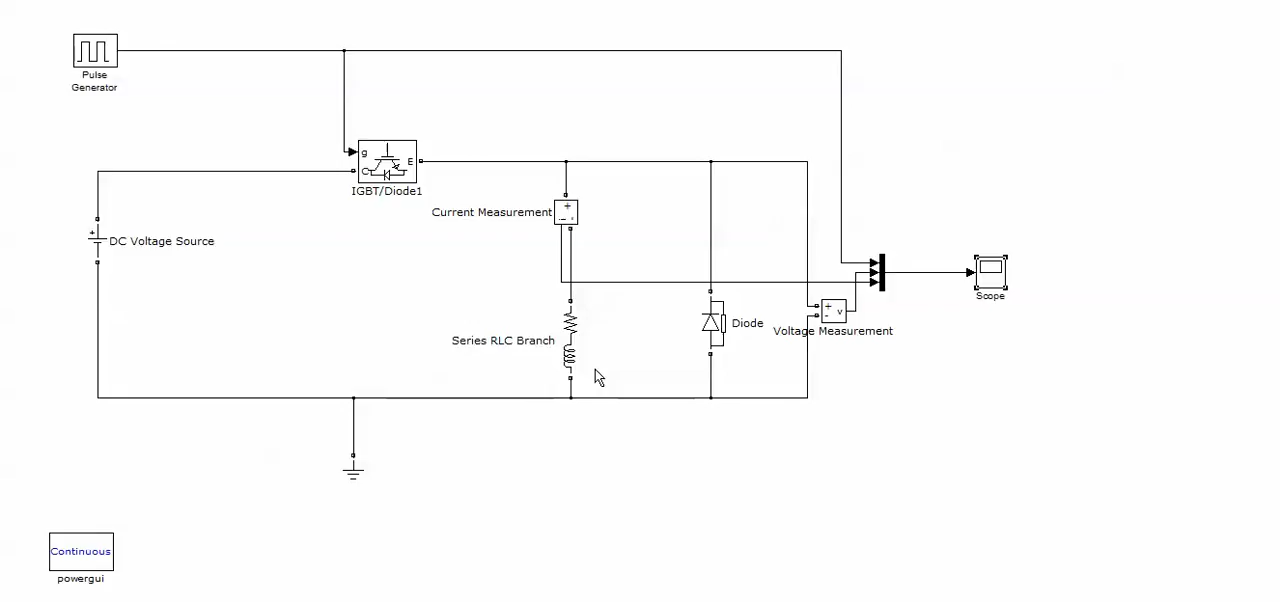 Pulse
Generator
g
C
E
IGBT/Diode1
+
DC Voltage Source
Current Measurement
+
-
i
Series RLC Branch
Diode
+
-
v
Voltage Measurement
Scope
Continuous
powergui